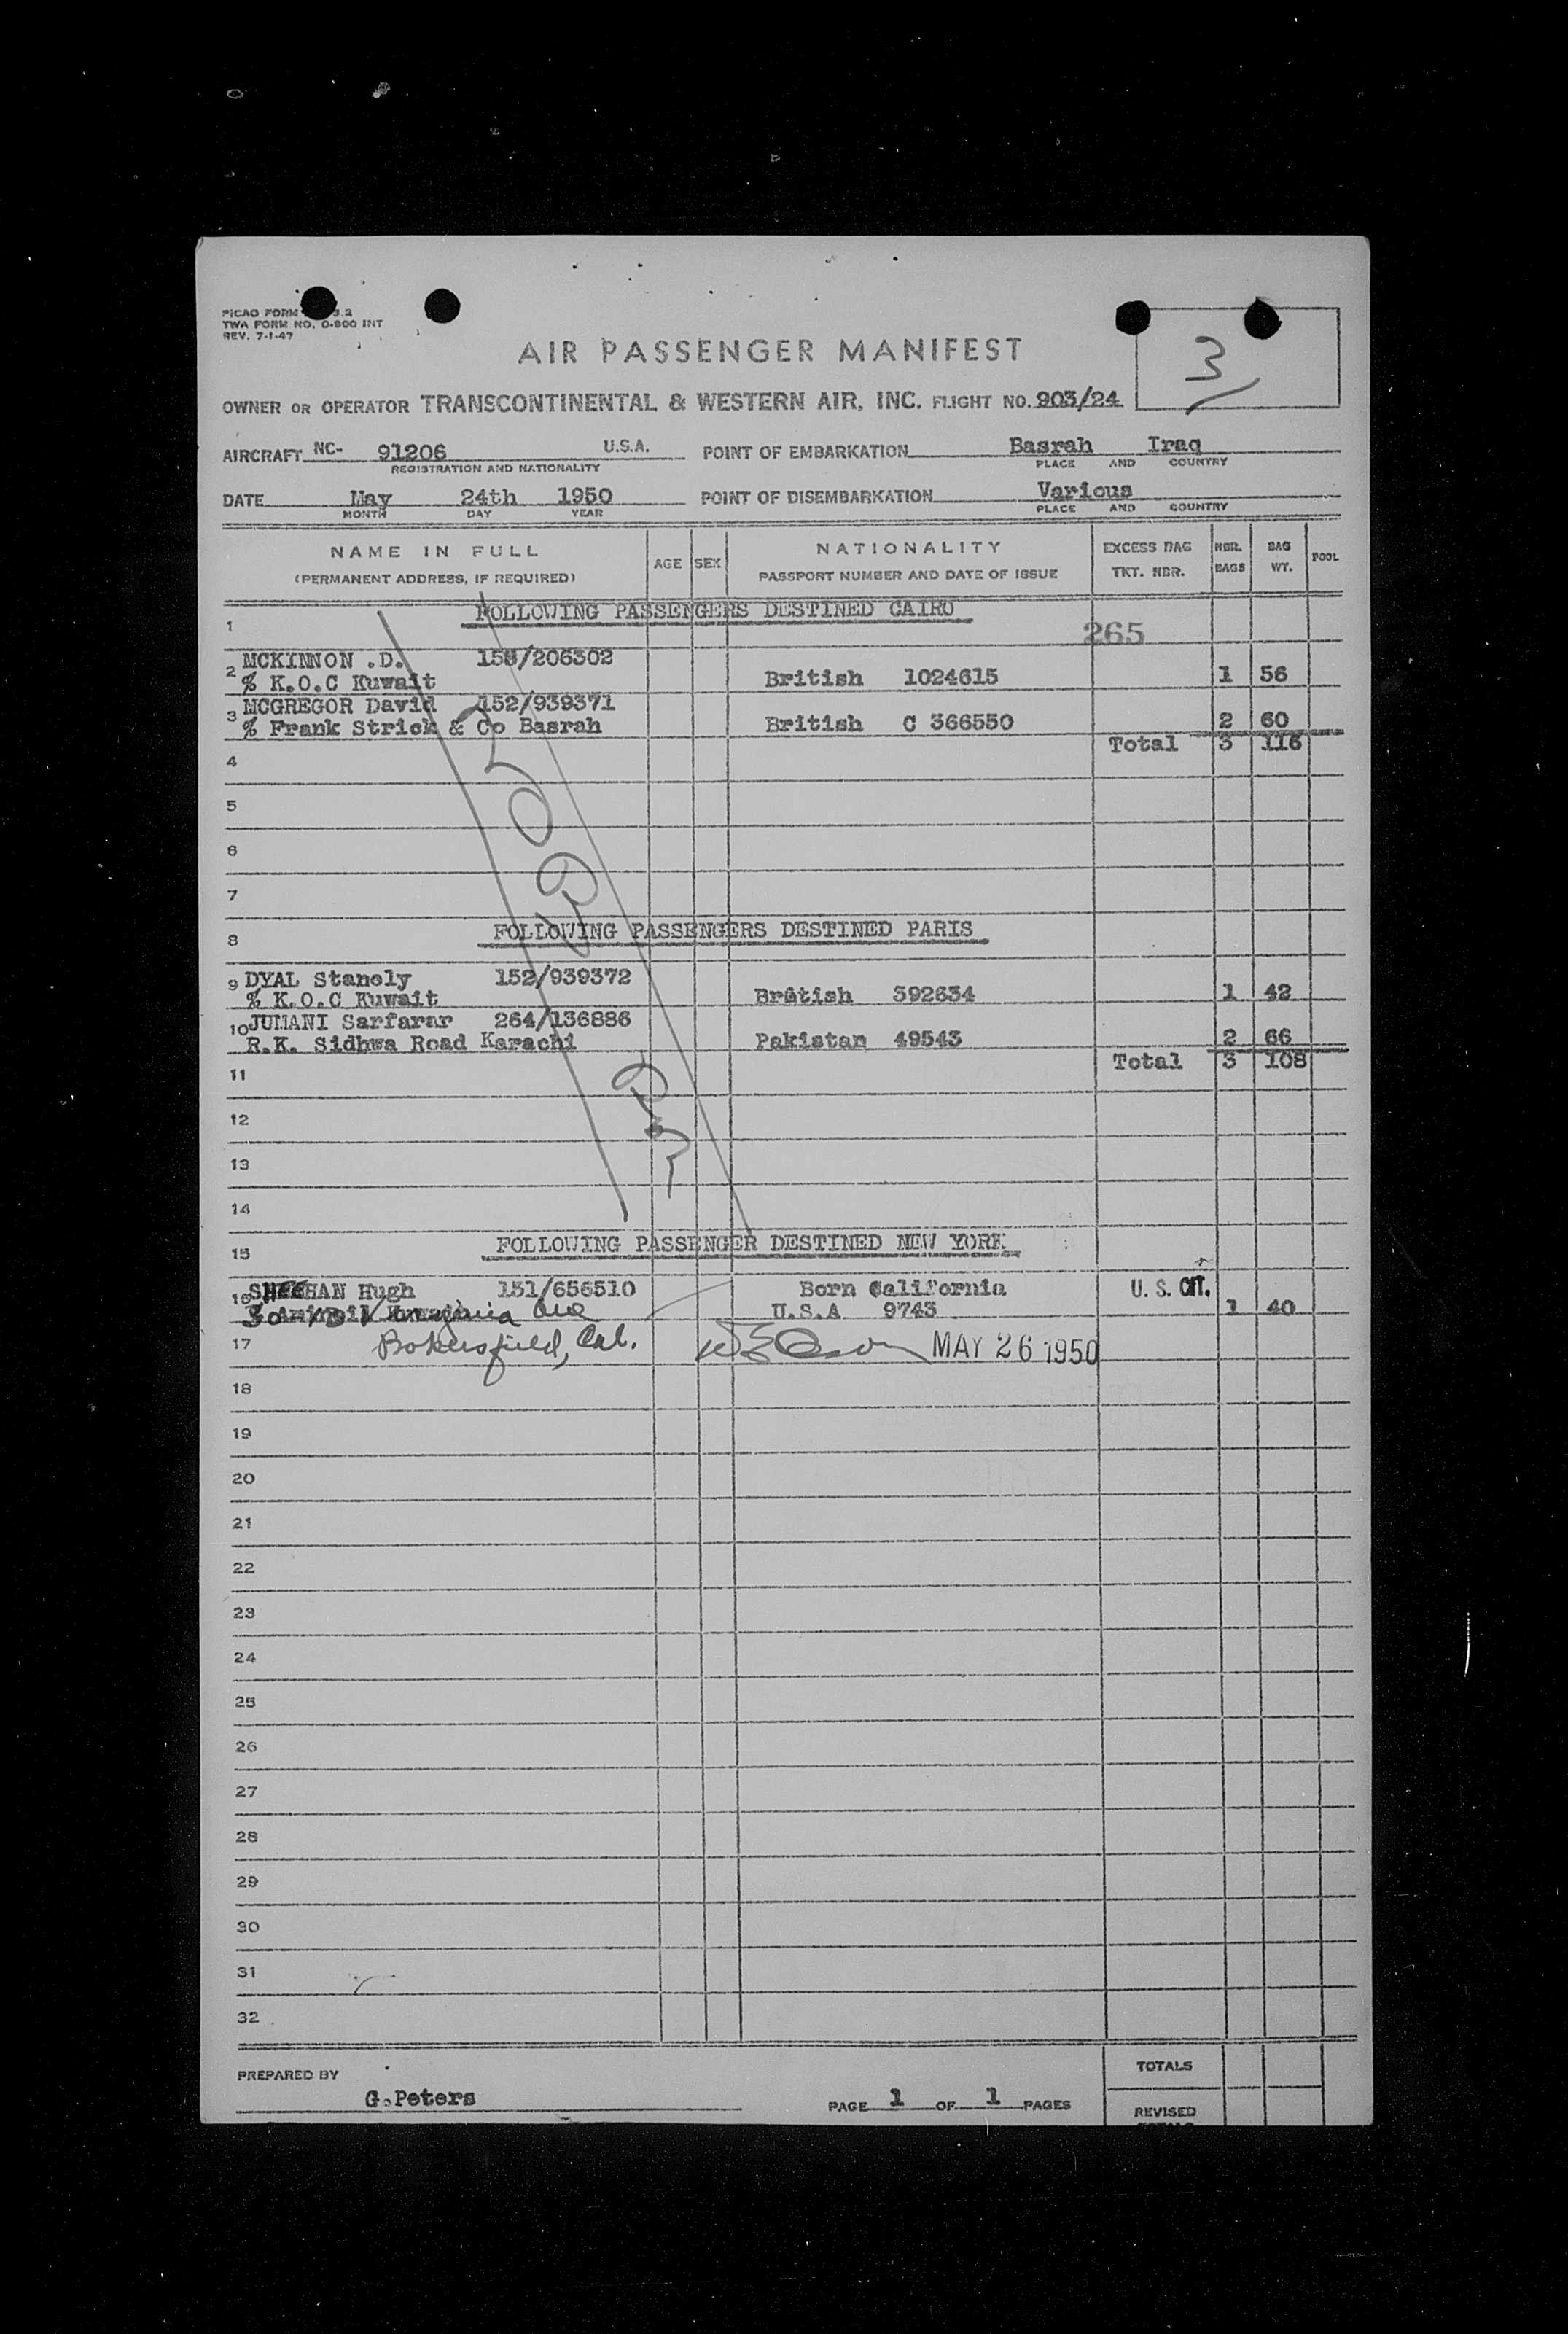 PICAO FORM 3.2
TWA FORM NO. O-800 INT
REV. 7-1-47
3
AIR PASSENGER MANIFEST
OWNER OR OPERATOR TRANSCONTINENTAL & WESTERN AIR, INC. FLIGHT NO. 903/24
AIRCRAFT NC- 91206 U.S.A. POINT OF EMBARKATION Basrah Iraq
REGISTRATION AND NATIONALITY PLACE AND COUNTRY
DATE May 24th 1950 POINT OF DISEMBARKATION Various
MONTH DAY YEAR PLACE AND COUNTRY
NAME IN FULL AGE SEX NATIONALITY EXCESS BAG NBR. BAG POOL
(PERMANENT ADDRESS, IF REQUIRED) PASSPORT NUMBER AND DATE OF ISSUE TKT. NBR. BAGS WT.
FOLLOWING PASSENGERS DESTINED CAIRO
1 265
2 MCKINNON .D. 158/206302
% K.O.C Kuwait British 1024615 1 56
3 MCGREGOR David 152/939371
% Frank Strick & Co Basrah British C 366550 2 60
4 Total 3 116
5
6
7
8 FOLLOWING PASSENGERS DESTINED PARIS
9 DYAL Stanely 152/939372
% K.O.C Kuwait British 392634 1 42
10 JUMANI Sarfarar 264/136886
R.K. Sidhwa Road Karachi Pakistan 49543 2 66
11 Total 3 108
12
13
14
15 FOLLOWING PASSENGER DESTINED NEW YORK
16 SHEEHAN Hugh 131/656510 Born California U. S. CIT.
Ave U.S.A 9743 1 40
17 Bakersfield, Cal. MAY 26 1950
18
19
20
21
22
23
24
25
26
27
28
29
30
31
32
PREPARED BY TOTALS
G.Peters PAGE 1 OF 1 PAGES REVISED